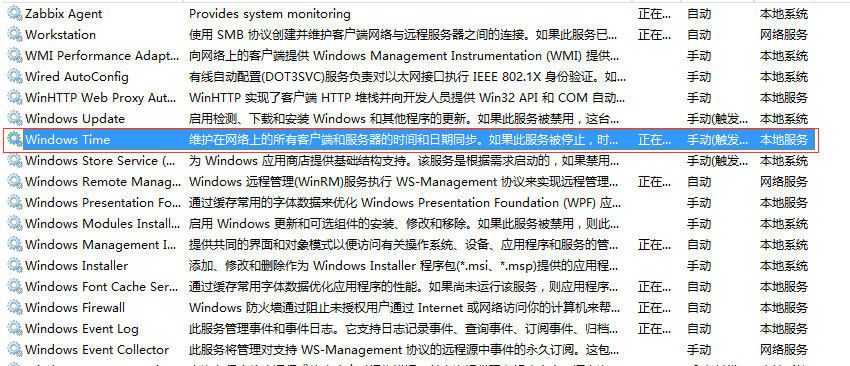 Zabbix Agent Provides system monitoring 正在... 自动 本地系统
Workstation 使用 SMB 协议创建并维护客户端网络与远程服务器之间的连接。如果此服务已... 正在... 自动 网络服务
WMI Performance Adapt... 向网络上的客户端提供 Windows Management Instrumentation (WMI) 提供... 手动 本地系统
Wired AutoConfig 有线自动配置(DOT3SVC)服务负责对以太网接口执行 IEEE 802.1X 身份验证。如... 手动 本地系统
WinHTTP Web Proxy Aut... WinHTTP 实现了客户端 HTTP 堆栈并向开发人员提供 Win32 API 和 COM 自动... 手动 本地服务
Windows Update 启用检测、下载和安装 Windows 和其他程序的更新。如果此服务被禁用，这台... 手动(触发... 本地系统
Windows Time 维护在网络上的所有客户端和服务器的时间和日期同步。如果此服务被停止，时... 正在... 手动(触发... 本地服务
Windows Store Service (... 为 Windows 应用商店提供基础结构支持。该服务是根据需求启动的，如果禁用... 手动(触发... 本地系统
Windows Remote Manag... Windows 远程管理(WinRM)服务执行 WS-Management 协议来实现远程管理... 正在... 自动 网络服务
Windows Presentation Fo... 通过缓存常用的字体数据来优化 Windows Presentation Foundation (WPF) 应... 手动 本地服务
Windows Modules Install... 启用 Windows 更新和可选组件的安装、修改和移除。如果此服务被禁用，则此... 手动 本地系统
Windows Management I... 提供共同的界面和对象模式以便访问有关操作系统、设备、应用程序和服务的管... 正在... 自动 本地系统
Windows Installer 添加、修改和删除作为 Windows Installer 程序包(*.msi、*.msp)提供的应用程... 手动 本地系统
Windows Font Cache Ser... 通过缓存常用字体数据优化应用程序的性能。如果尚未运行该服务，则应用程序... 正在... 自动 本地服务
Windows Firewall Windows 防火墙通过阻止未授权用户通过 Internet 或网络访问你的计算机来帮... 正在... 自动 本地服务
Windows Event Log 此服务管理事件和事件日志。它支持日志记录事件、查询事件、订阅事件、归档... 正在... 自动 本地服务
Windows Event Collector 此服务将管理对支持 WS-Management 协议的远程源中事件的永久订阅。这包... 手动 网络服务